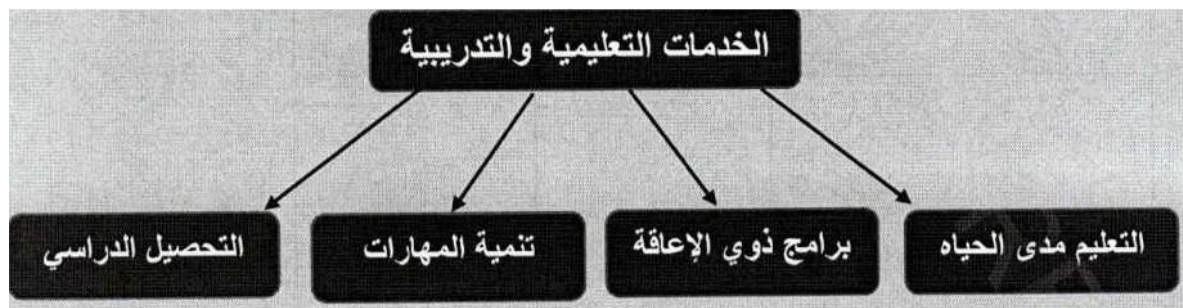 الخدمات التعليمية والتدريبية
التعليم مدى الحياه
برامج ذوي الإعاقة
تنمية المهارات
التحصيل الدراسي